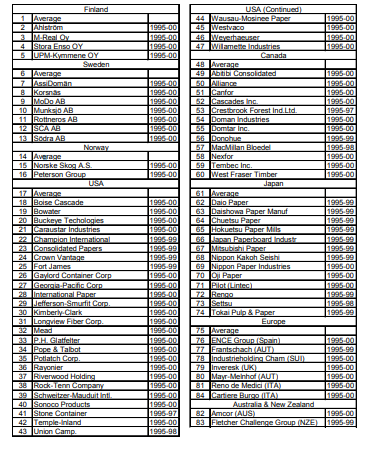 Finland
1 Average
2 Ahlström 1995-00
3 M-Real Oy 1995-00
4 Stora Enso OY 1995-00
5 UPM-Kymmene OY 1995-00
Sweden
6 Average
7 AssiDomän 1995-00
8 Korsnäs 1995-00
9 MoDo AB 1995-00
10 Munksjö AB 1995-00
11 Rottneros AB 1995-00
12 SCA AB 1995-00
13 Södra AB 1995-99
Norway
14 Average
15 Norske Skog A.S. 1995-00
16 Peterson Group 1995-00
USA
17 Average
18 Boise Cascade 1995-00
19 Bowater 1995-00
20 Buckeye Techologies 1995-00
21 Caraustar Industries 1995-00
22 Champion International 1995-99
23 Consolidated Papers 1995-99
24 Crown Vantage 1995-99
25 Fort James 1995-99
26 Gaylord Container Corp 1995-00
27 Georgia-Pacific Corp 1995-00
28 International Paper 1995-00
29 Jefferson-Smurfit Corp. 1995-00
30 Kimberly-Clark 1995-00
31 Longview Fiber Corp. 1995-00
32 Mead 1995-00
33 P.H. Glatfelter 1995-00
34 Pope & Talbot 1995-00
35 Potlatch Corp. 1995-00
36 Rayonier 1995-00
37 Riverwood Holding 1995-00
38 Rock-Tenn Company 1995-00
39 Schweitzer-Mauduit Intl. 1995-00
40 Sonoco Products 1995-00
41 Stone Container 1995-97
42 Temple-Inland 1995-00
43 Union Camp. 1995-98
USA (Continued)
44 Wausau-Mosinee Paper 1995-00
45 Westvaco 1995-00
46 Weyerhaeuser 1995-00
47 Willamette Industries 1995-00
Canada
48 Average
49 Abitibi Consolidated 1995-00
50 Alliance 1995-00
51 Canfor 1995-00
52 Cascades Inc. 1995-00
53 Crestbrook Forest Ind.Ltd. 1995-97
54 Doman Industries 1995-00
55 Domtar Inc. 1995-00
56 Donohue 1995-99
57 MacMillan Bloedel 1995-98
58 Nexfor 1995-00
59 Tembec Inc. 1995-00
60 West Fraser Timber 1995-00
Japan
61 Average
62 Daio Paper 1995-99
63 Daishowa Paper Manuf 1995-99
64 Chuetsu Paper 1995-99
65 Hokuetsu Paper Mills 1995-99
66 Japan Paperboard Industr 1995-99
67 Mitsubishi Paper 1995-99
68 Nippon Kakoh Seishi 1995-99
69 Nippon Paper Industries 1995-00
70 Oji Paper 1995-00
71 Pilot (Lintec) 1995-00
72 Rengo 1995-99
73 Settsu 1995-98
74 Tokai Pulp & Paper 1995-99
Europe
75 Average
76 ENCE Group (Spain) 1995-00
77 Frantschach (AUT) 1995-99
78 Industrieholding Cham (SUI) 1995-00
79 Inveresk (UK) 1995-00
80 Mayr-Melnhof (AUT) 1995-00
81 Reno de Medici (ITA) 1995-00
84 Cartiere Burgo (ITA) 1995-00
Australia & New Zealand
82 Amcor (AUS) 1995-00
83 Fletcher Challenge Group (NZE) 1995-99